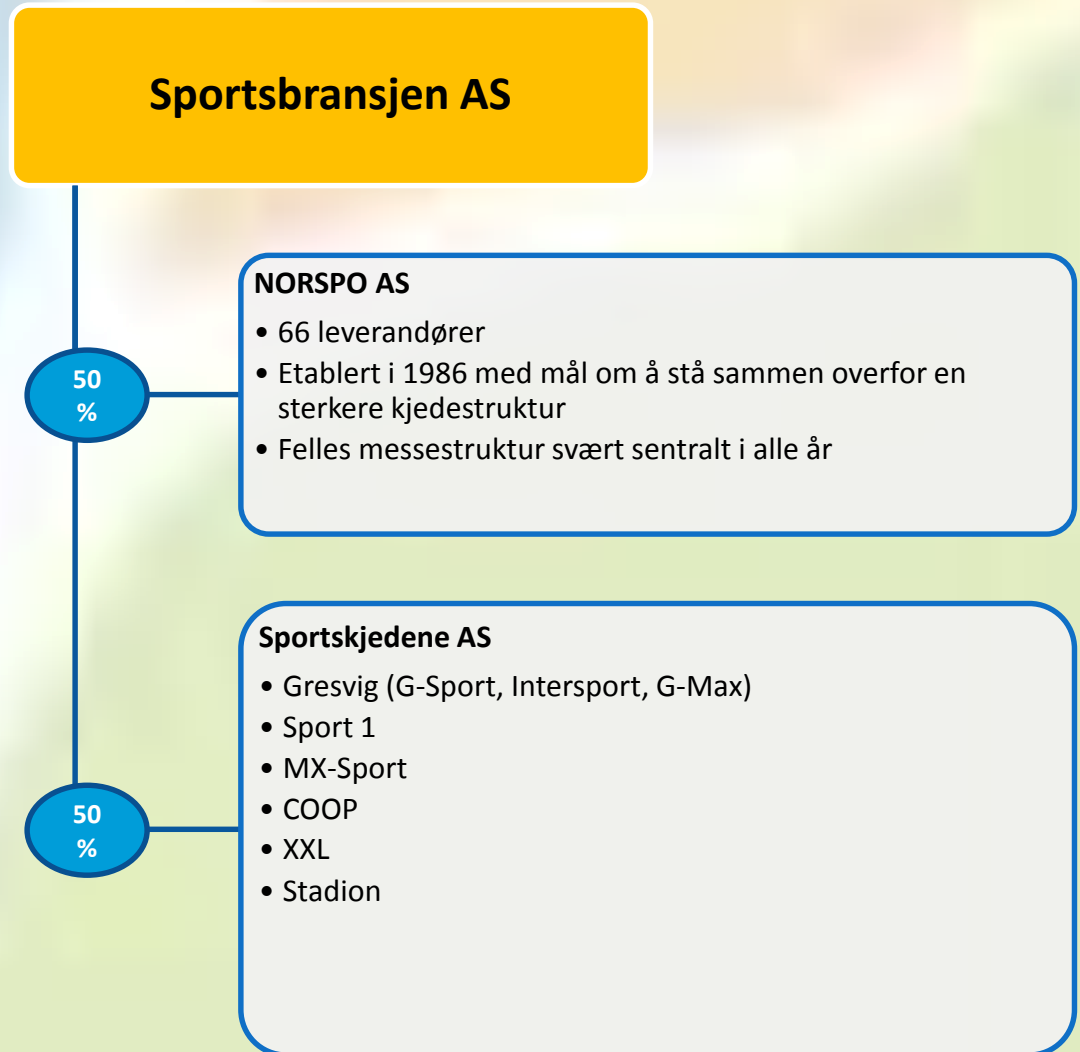 Sportsbransjen AS
NORSPO AS
• 66 leverandører
• Etablert i 1986 med mål om å stå sammen overfor en
sterkere kjedestruktur
• Felles messestruktur svært sentralt i alle år
50
%
Sportskjedene AS
• Gresvig (G-Sport, Intersport, G-Max)
• Sport 1
• MX-Sport
• COOP
• XXL
• Stadion
50
%